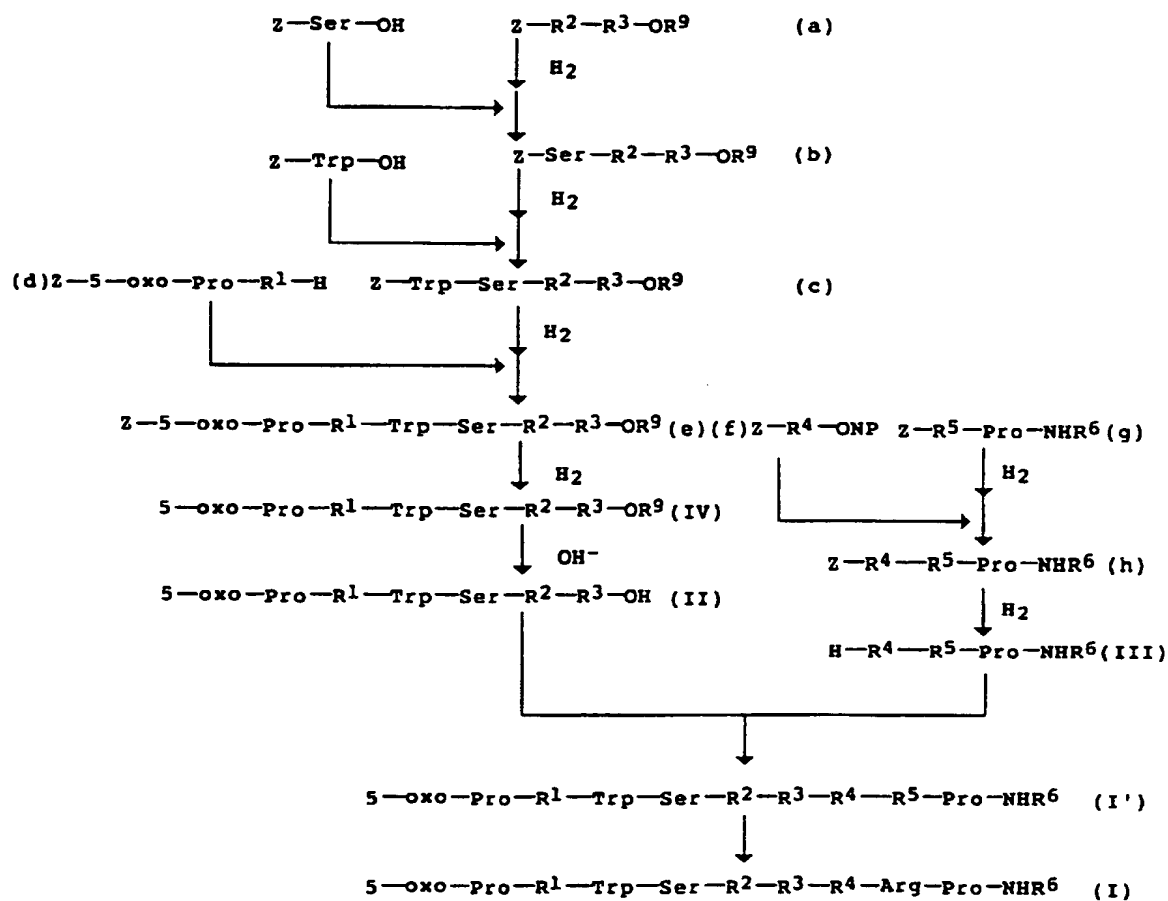 Z—Ser—OH Z—R²—R³—OR⁹ (a)
H₂
Z—Trp—OH Z—Ser—R²—R³—OR⁹ (b)
H₂
(d)Z—5—oxo—Pro—R¹—H Z—Trp—Ser—R²—R³—OR⁹ (c)
H₂
Z—5—oxo—Pro—R¹—Trp—Ser—R²—R³—OR⁹(e)(f)Z—R⁴—ONP Z—R⁵—Pro—NHR⁶(g)
H₂ H₂
5—oxo—Pro—R¹—Trp—Ser—R²—R³—OR⁹(IV)
OH⁻ Z—R⁴—R⁵—Pro—NHR⁶(h)
5—oxo—Pro—R¹—Trp—Ser—R²—R³—OH (II) H₂
H—R⁴—R⁵—Pro—NHR⁶(III)
5—oxo—Pro—R¹—Trp—Ser—R²—R³—R⁴—R⁵—Pro—NHR⁶ (I')
5—oxo—Pro—R¹—Trp—Ser—R²—R³—R⁴—Arg—Pro—NHR⁶ (I)